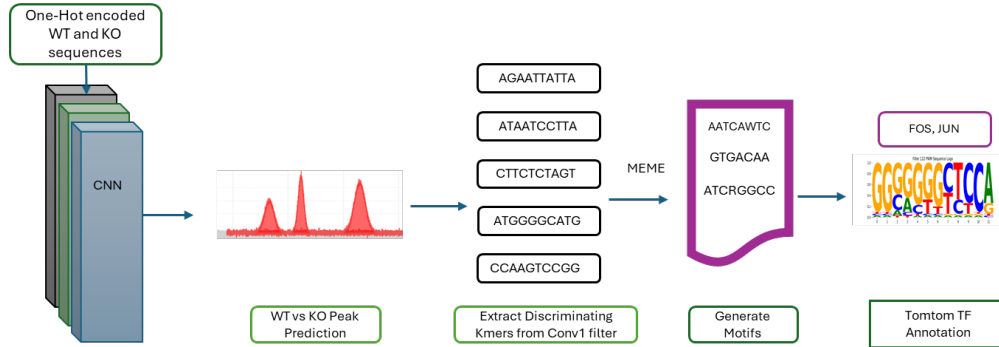 One-Hot encoded
WT and KO
sequences
CNN
AGAATTATTA
ATAATCCTTA
CTTCTCTAGT
ATGGGGCATG
CCAAGTCCGG
MEME
AATCAWTC
GTGACAA
ATCRGGCC
FOS, JUN
WT vs KO Peak
Prediction
Extract Discriminating
Kmers from Conv1 filter
Generate
Motifs
Tomtom TF
Annotation